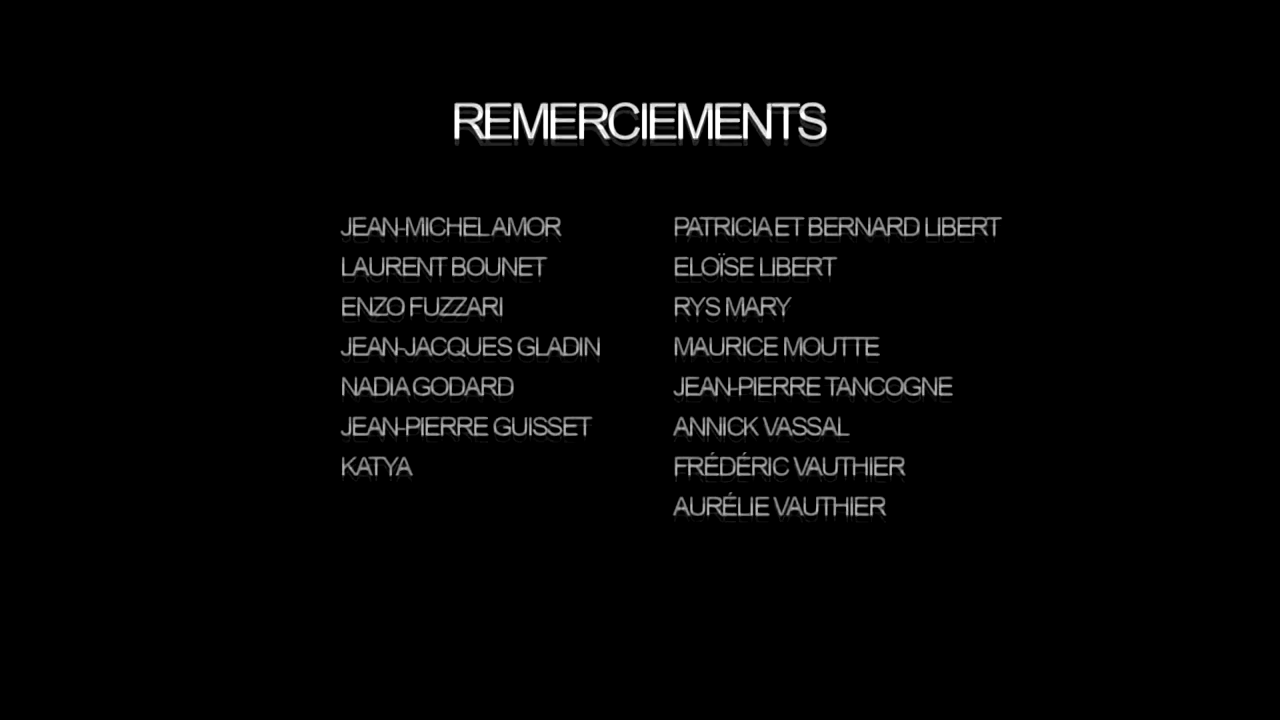 REMERCIEMENTS
JEAN-MICHEL AMOR
LAURENT BOUNET
ENZO FUZZARI
JEAN-JACQUES GLADIN
NADIA GODARD
JEAN-PIERRE GUISSET
KATYA
PATRICIA ET BERNARD LIBERT
ELOÏSE LIBERT
RYS MARY
MAURICE MOUTTE
JEAN-PIERRE TANCOGNE
ANNICK VASSAL
FRÉDÉRIC VAUTHIER
AURÉLIE VAUTHIER